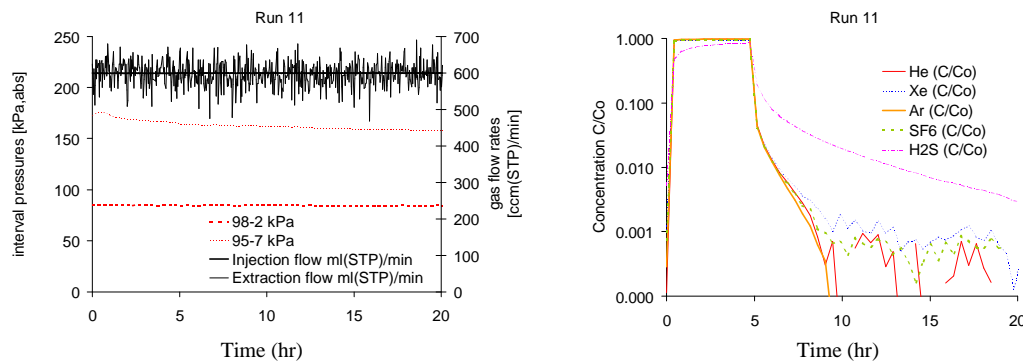 Run 11
250
200
150
100
50
0
interval pressures [kPa,abs]
700
600
500
400
300
200
100
0
gas flow rates
[ccm(STP)/min]
98-2 kPa
95-7 kPa
Injection flow ml(STP)/min
Extraction flow ml(STP)/min
0 5 10 15 20
Time (hr)
Run 11
1.000
0.100
0.010
0.001
0.000
Concentration C/Co
He (C/Co)
Xe (C/Co)
Ar (C/Co)
SF6 (C/Co)
H2S (C/Co)
0 5 10 15 20
Time (hr)